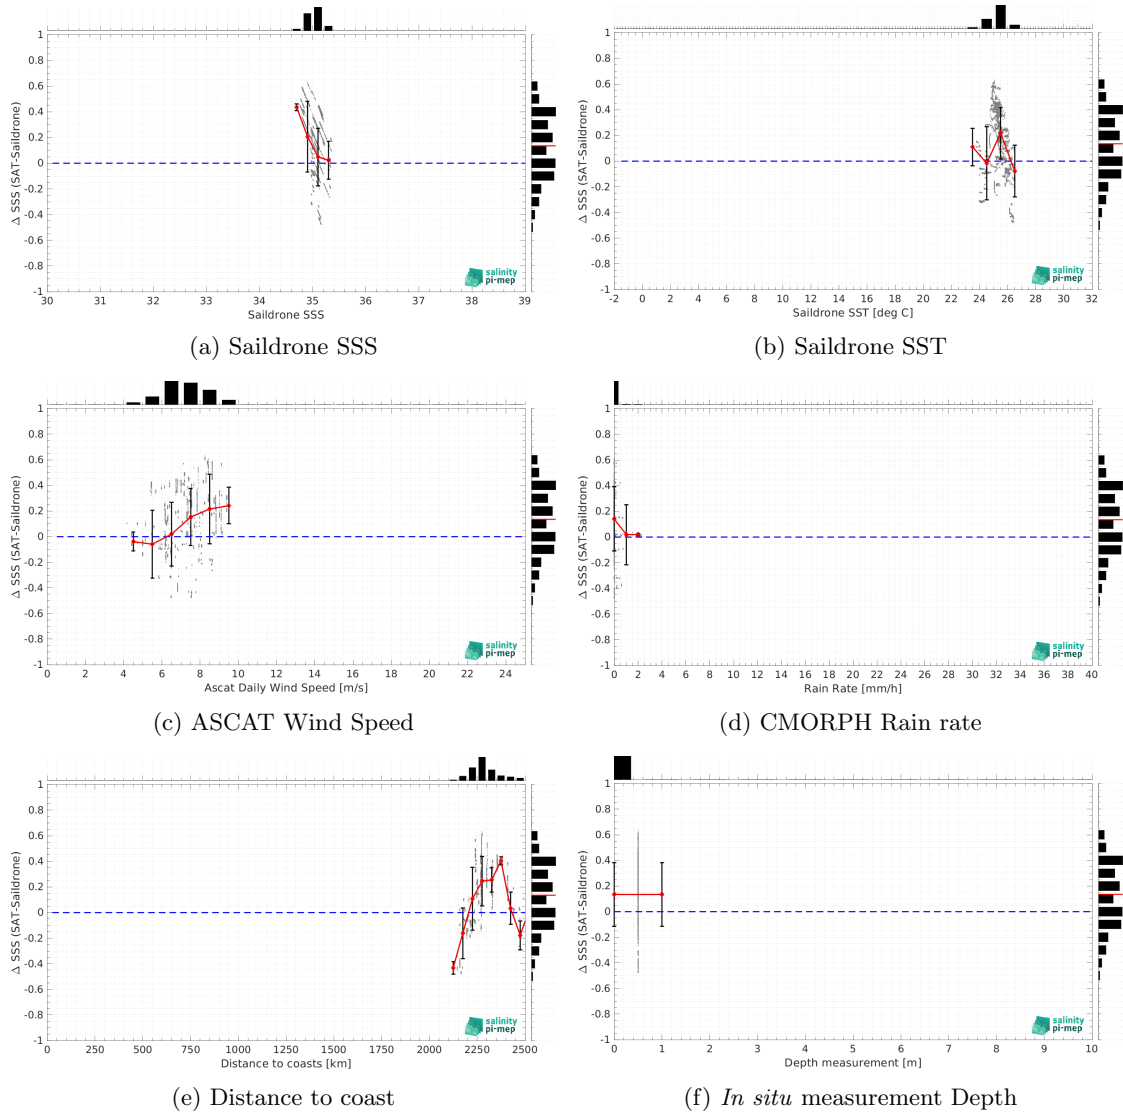 1
0.8
0.6
0.4
0.2
0
-0.2
-0.4
-0.6
-0.8
-1
Δ SSS (SAT-Saildrone)
30 31 32 33 34 35 36 37 38 39
Saildrone SSS
salinity
pi-mep
(a) Saildrone SSS
1
0.8
0.6
0.4
0.2
0
-0.2
-0.4
-0.6
-0.8
-1
Δ SSS (SAT-Saildrone)
-2 0 2 4 6 8 10 12 14 16 18 20 22 24 26 28 30 32
Saildrone SST [deg C]
salinity
pi-mep
(b) Saildrone SST
1
0.8
0.6
0.4
0.2
0
-0.2
-0.4
-0.6
-0.8
-1
Δ SSS (SAT-Saildrone)
0 2 4 6 8 10 12 14 16 18 20 22 24
Ascat Daily Wind Speed [m/s]
salinity
pi-mep
(c) ASCAT Wind Speed
1
0.8
0.6
0.4
0.2
0
-0.2
-0.4
-0.6
-0.8
-1
Δ SSS (SAT-Saildrone)
0 2 4 6 8 10 12 14 16 18 20 22 24 26 28 30 32 34 36 38 40
Rain Rate [mm/h]
salinity
pi-mep
(d) CMORPH Rain rate
1
0.8
0.6
0.4
0.2
0
-0.2
-0.4
-0.6
-0.8
-1
Δ SSS (SAT-Saildrone)
0 250 500 750 1000 1250 1500 1750 2000 2250 2500
Distance to coasts [km]
salinity
pi-mep
(e) Distance to coast
1
0.8
0.6
0.4
0.2
0
-0.2
-0.4
-0.6
-0.8
-1
Δ SSS (SAT-Saildrone)
0 1 2 3 4 5 6 7 8 9 10
Depth measurement [m]
salinity
pi-mep
(f) In situ measurement Depth